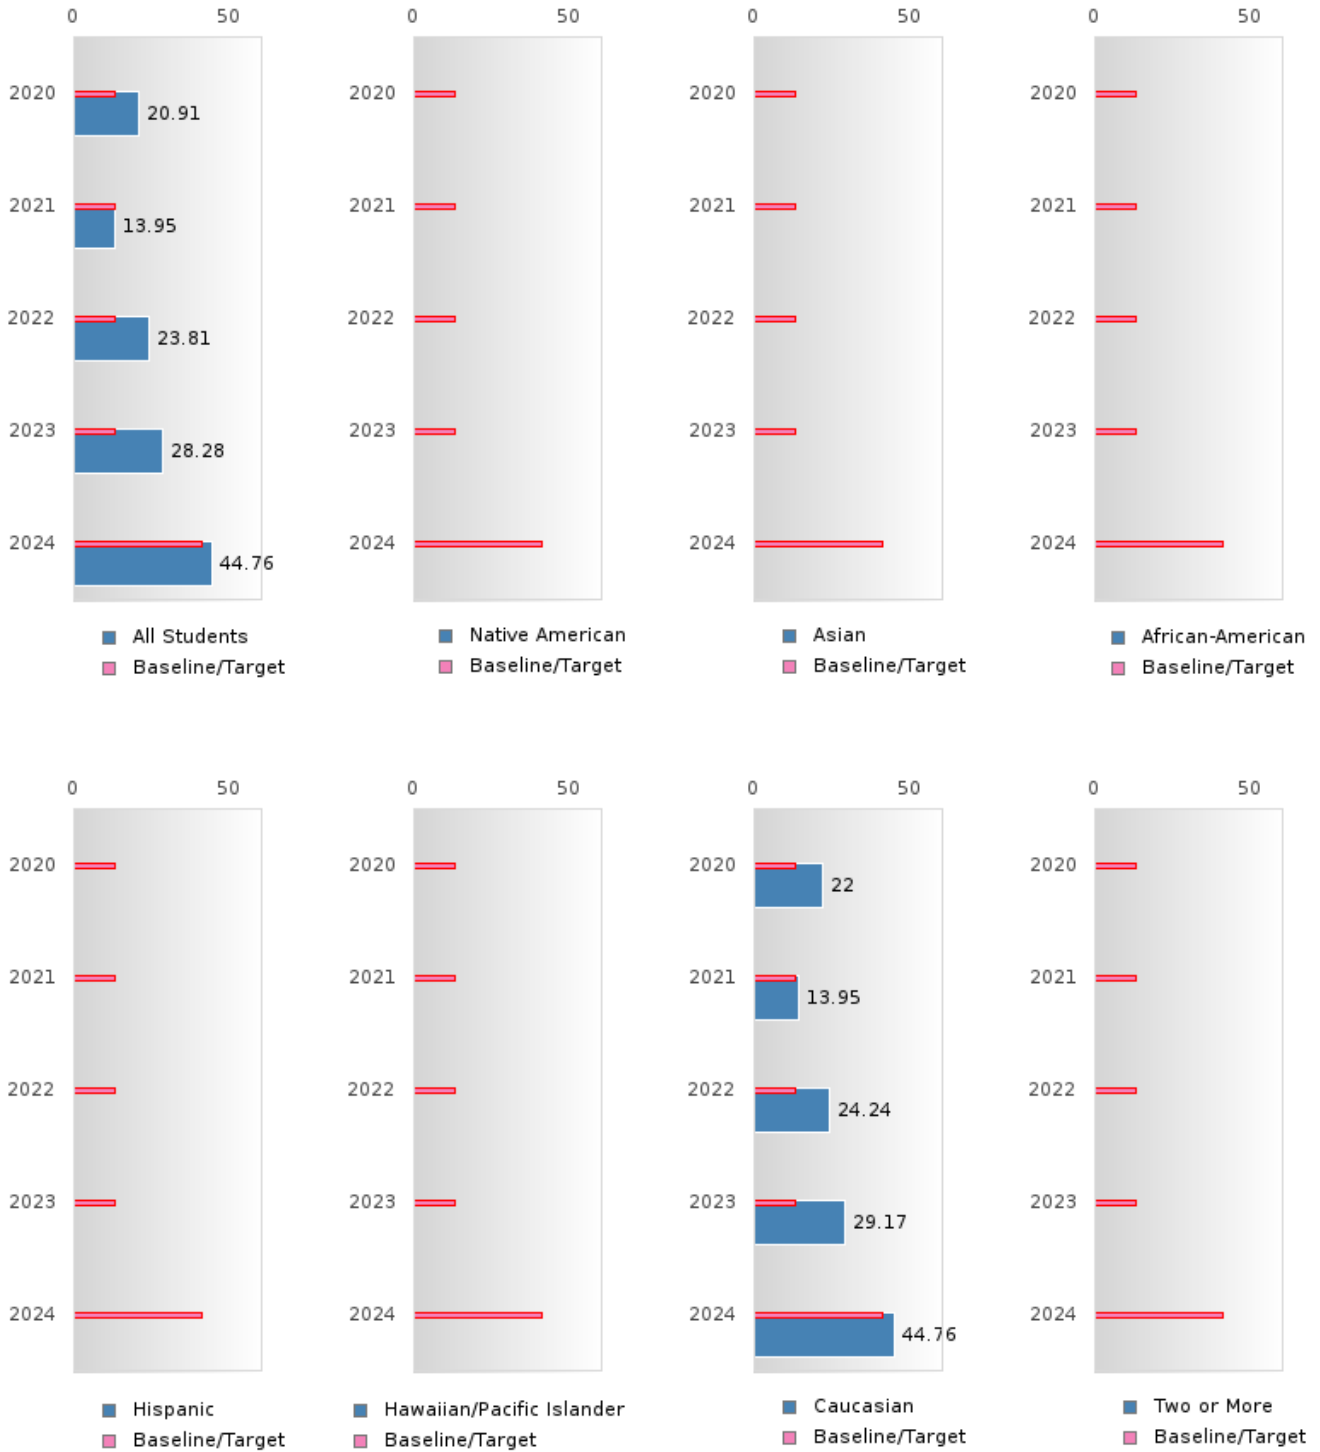 0 50 0 50 0 50 0 50
2020 20.91 2020 2020 2020
2021 13.95 2021 2021 2021
2022 23.81 2022 2022 2022
2023 28.28 2023 2023 2023
2024 44.76 2024 2024 2024
All Students Native American Asian African-American
Baseline/Target Baseline/Target Baseline/Target Baseline/Target
0 50 0 50 0 50 0 50
2020 2020 2020 22 2020
2021 2021 2021 13.95 2021
2022 2022 2022 24.24 2022
2023 2023 2023 29.17 2023
2024 2024 2024 44.76 2024
Hispanic Hawaiian/Pacific Islander Caucasian Two or More
Baseline/Target Baseline/Target Baseline/Target Baseline/Target